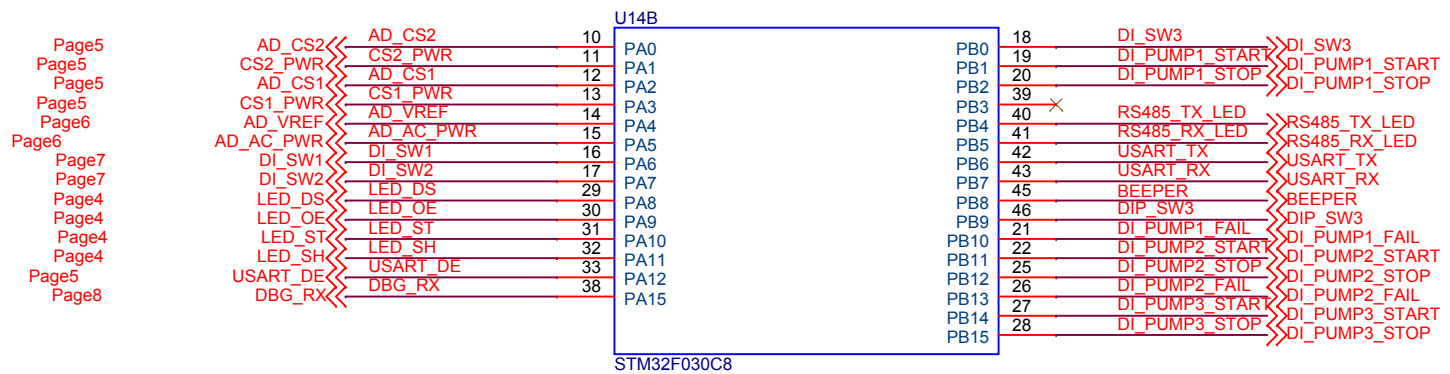 U14B
Page5 AD_CS2 AD_CS2 10 PA0 PB0 18 DI_SW3 DI_SW3
Page5 CS2_PWR CS2_PWR 11 PA1 PB1 19 DI_PUMP1_START DI_PUMP1_START
Page5 AD_CS1 AD_CS1 12 PA2 PB2 20 DI_PUMP1_STOP DI_PUMP1_STOP
Page5 CS1_PWR CS1_PWR 13 PA3 PB3 39
Page6 AD_VREF AD_VREF 14 PA4 PB4 40 RS485_TX_LED RS485_TX_LED
Page6 AD_AC_PWR AD_AC_PWR 15 PA5 PB5 41 RS485_RX_LED RS485_RX_LED
Page7 DI_SW1 DI_SW1 16 PA6 PB6 42 USART_TX USART_TX
Page7 DI_SW2 DI_SW2 17 PA7 PB7 43 USART_RX USART_RX
Page4 LED_DS LED_DS 29 PA8 PB8 45 BEEPER BEEPER
Page4 LED_OE LED_OE 30 PA9 PB9 46 DIP_SW3 DIP_SW3
Page4 LED_ST LED_ST 31 PA10 PB10 21 DI_PUMP1_FAIL DI_PUMP1_FAIL
Page4 LED_SH LED_SH 32 PA11 PB11 22 DI_PUMP2_START DI_PUMP2_START
Page5 USART_DE USART_DE 33 PA12 PB12 25 DI_PUMP2_STOP DI_PUMP2_STOP
Page8 DBG_RX DBG_RX 38 PA15 PB13 26 DI_PUMP2_FAIL DI_PUMP2_FAIL
PB14 27 DI_PUMP3_START DI_PUMP3_START
PB15 28 DI_PUMP3_STOP DI_PUMP3_STOP
STM32F030C8